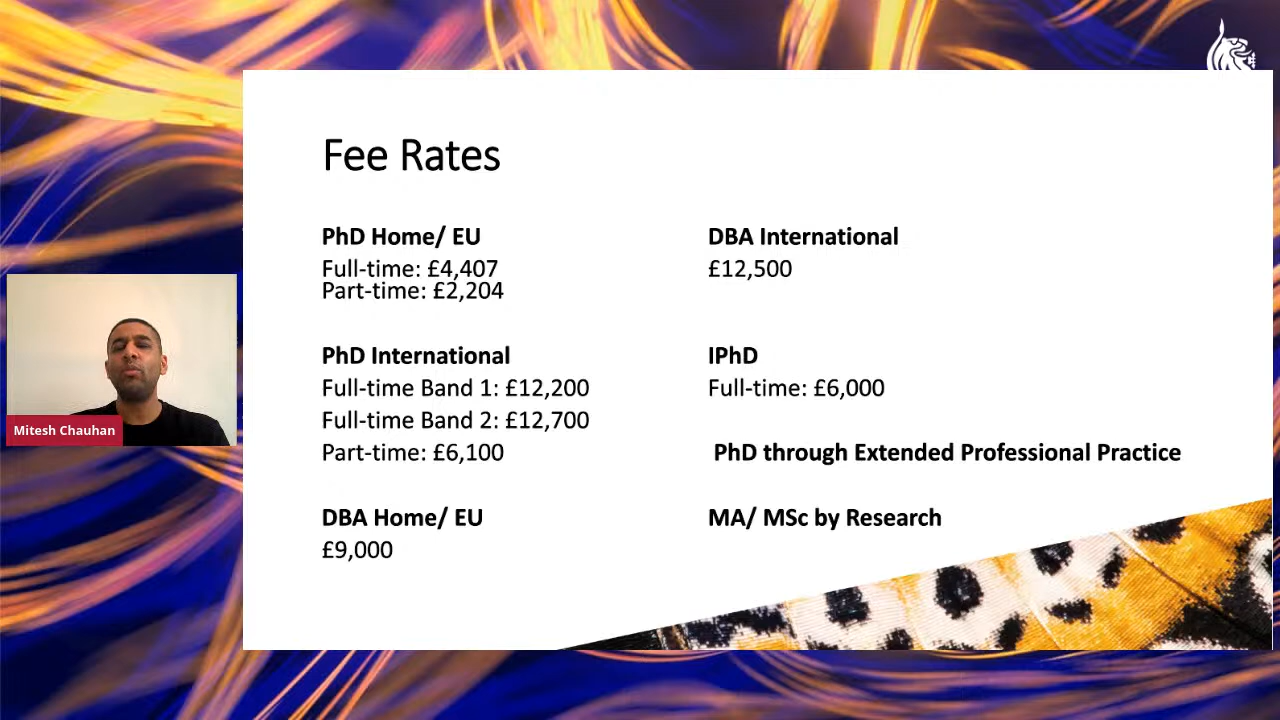 Fee Rates
PhD Home/ EU
Full-time: £4,407
Part-time: £2,204
PhD International
Full-time Band 1: £12,200
Full-time Band 2: £12,700
Part-time: £6,100
DBA Home/ EU
£9,000
DBA International
£12,500
IPhD
Full-time: £6,000
PhD through Extended Professional Practice
MA/ MSc by Research
Mitesh Chauhan